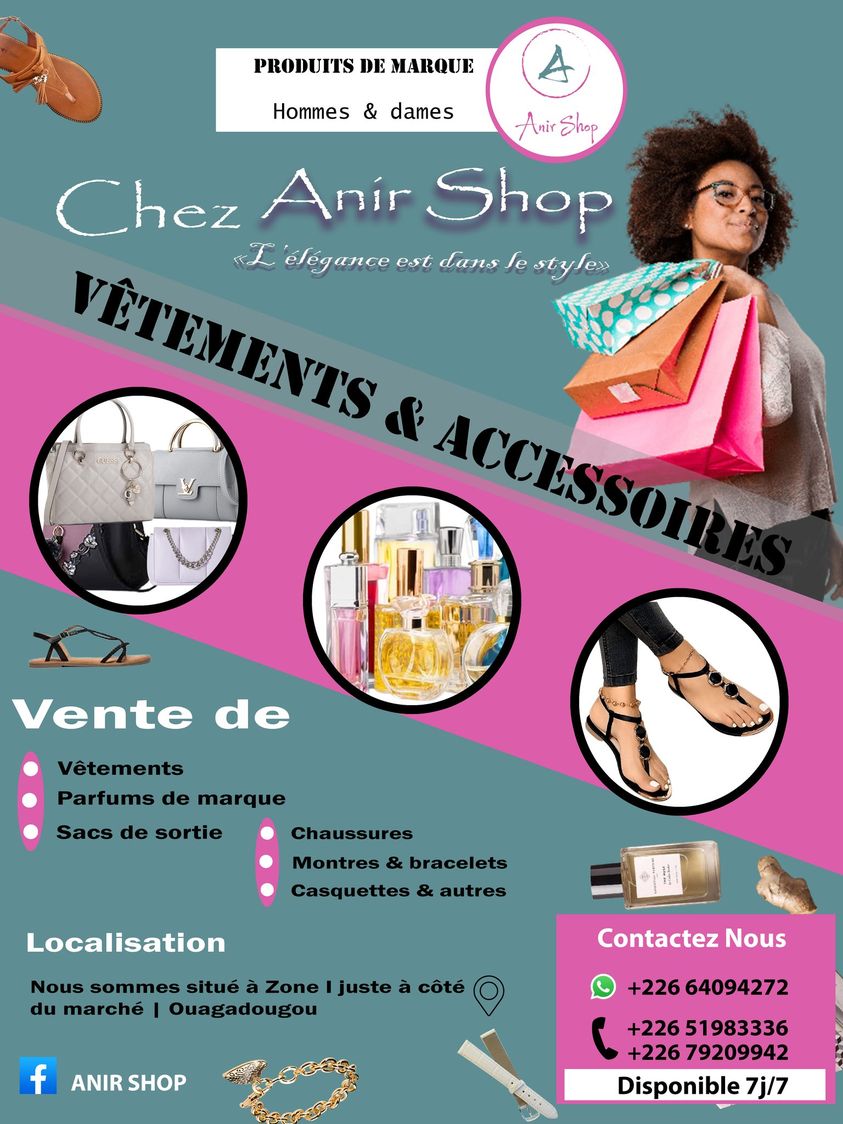 PRODUITS DE MARQUE
Hommes & dames
A
Anir Shop
Chez Anir Shop
«L'élégance est dans le style»
VÊTEMENTS & ACCESSOIRES
GUESS
Vente de
Vêtements
Parfums de marque
Sacs de sortie
Chaussures
Montres & bracelets
Casquettes & autres
Localisation
Nous sommes situé à Zone I juste à côté
du marché | Ouagadougou
ANIR SHOP
Contactez Nous
+226 64094272
+226 51983336
+226 79209942
Disponible 7j/7